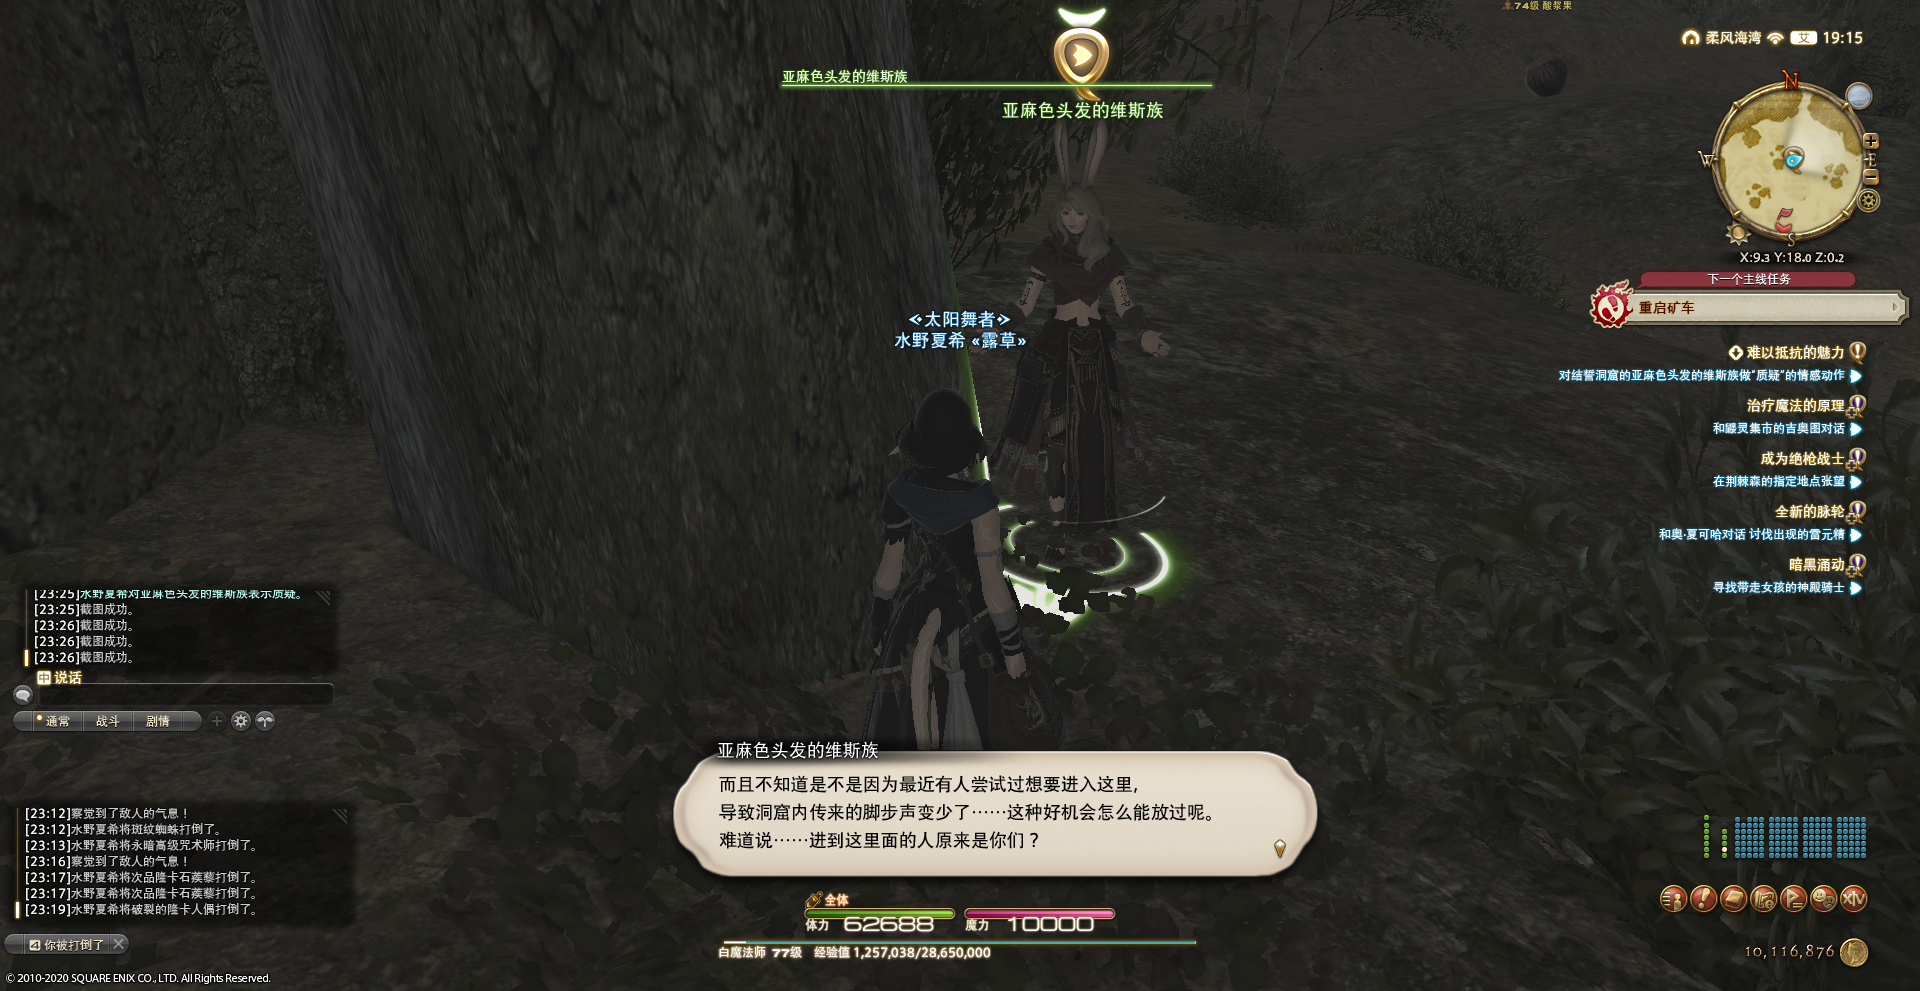 74级 酸浆果
柔风海湾 艾 19:15
亚麻色头发的维斯族
亚麻色头发的维斯族
N
W
E
S
X:9.3 Y:18.0 Z:0.2
下一个主线任务
重启矿车
难以抵抗的魅力
对结誓洞窟的亚麻色头发的维斯族做“质疑”的情感动作
治疗魔法的原理
和鼹灵集市的吉奥图对话
成为绝枪战士
在荆棘森的指定地点张望
全新的脉轮
和奥·夏可哈对话 讨伐出现的雷元精
暗黑涌动
寻找带走女孩的神殿骑士
太阳舞者
水野夏希 «露草»
[23:25]水野夏希对亚麻色头发的维斯族表示质疑。
[23:25]截图成功。
[23:26]截图成功。
[23:26]截图成功。
[23:26]截图成功。
说话
通常 战斗 剧情
亚麻色头发的维斯族
而且不知道是不是因为最近有人尝试过想要进入这里，
导致洞窟内传来的脚步声变少了……这种好机会怎么能放过呢。
难道说……进到这里面的人原来是你们？
[23:12]察觉到了敌人的气息！
[23:12]水野夏希将斑纹蜘蛛打倒了。
[23:13]水野夏希将永暗高级咒术师打倒了。
[23:16]察觉到了敌人的气息！
[23:17]水野夏希将次品隆卡石蒺藜打倒了。
[23:17]水野夏希将次品隆卡石蒺藜打倒了。
[23:19]水野夏希将破裂的隆卡人偶打倒了。
4 你被打倒了
全体
体力 62688 魔力 10000
白魔法师 77级 经验值 1,257,038/28,650,000
XIV
10,116,876
© 2010-2020 SQUARE ENIX CO., LTD. All Rights Reserved.